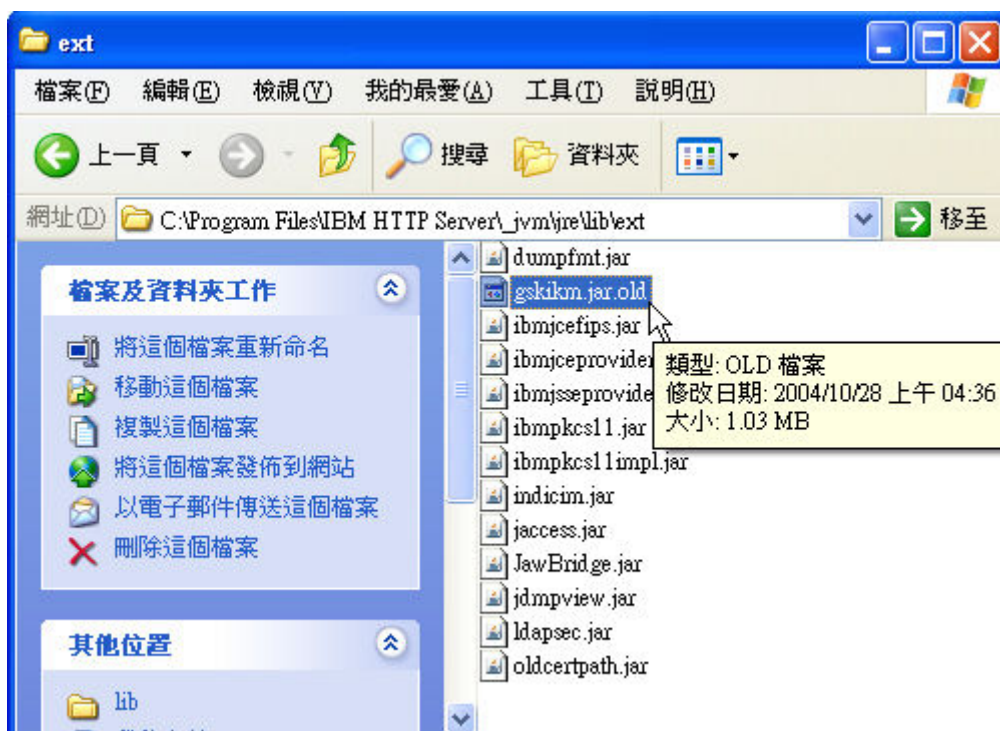 ext
檔案(F) 編輯(E) 檢視(V) 我的最愛(A) 工具(T) 說明(H)
上一頁 搜尋 資料夾
網址(D) C:\Program Files\IBM HTTP Server\_jvm\jre\lib\ext 移至
檔案及資料夾工作
將這個檔案重新命名
移動這個檔案
複製這個檔案
將這個檔案發佈到網站
以電子郵件傳送這個檔案
刪除這個檔案
其他位置
lib
dumpfmt.jar
gskikm.jar.old
ibmjcefips.jar
ibmjceprovider
ibmjsseprovide
ibmpkcs11.jar
ibmpkcs11impl.jar
indicim.jar
jaccess.jar
JawBridge.jar
jdmpview.jar
ldapsec.jar
oldcertpath.jar
類型: OLD 檔案
修改日期: 2004/10/28 上午 04:36
大小: 1.03 MB